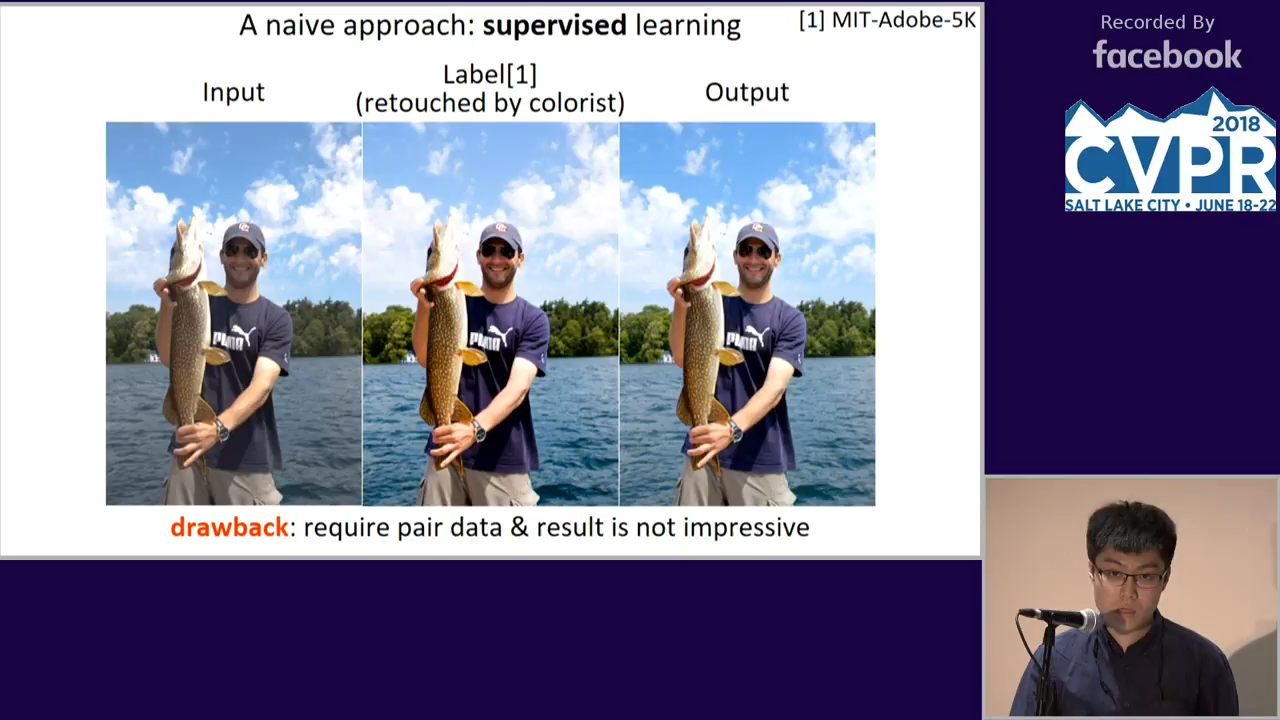 A naive approach: supervised learning
[1] MIT-Adobe-5K
Input
Label[1]
(retouched by colorist)
Output
PUMA
drawback: require pair data & result is not impressive
Recorded By
facebook
2018
CVPR
SALT LAKE CITY • JUNE 18-22